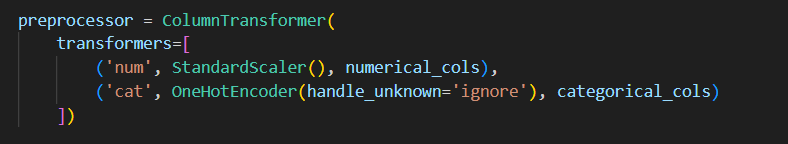 preprocessor = ColumnTransformer(
    transformers=[
        ('num', StandardScaler(), numerical_cols),
        ('cat', OneHotEncoder(handle_unknown='ignore'), categorical_cols)
    ])